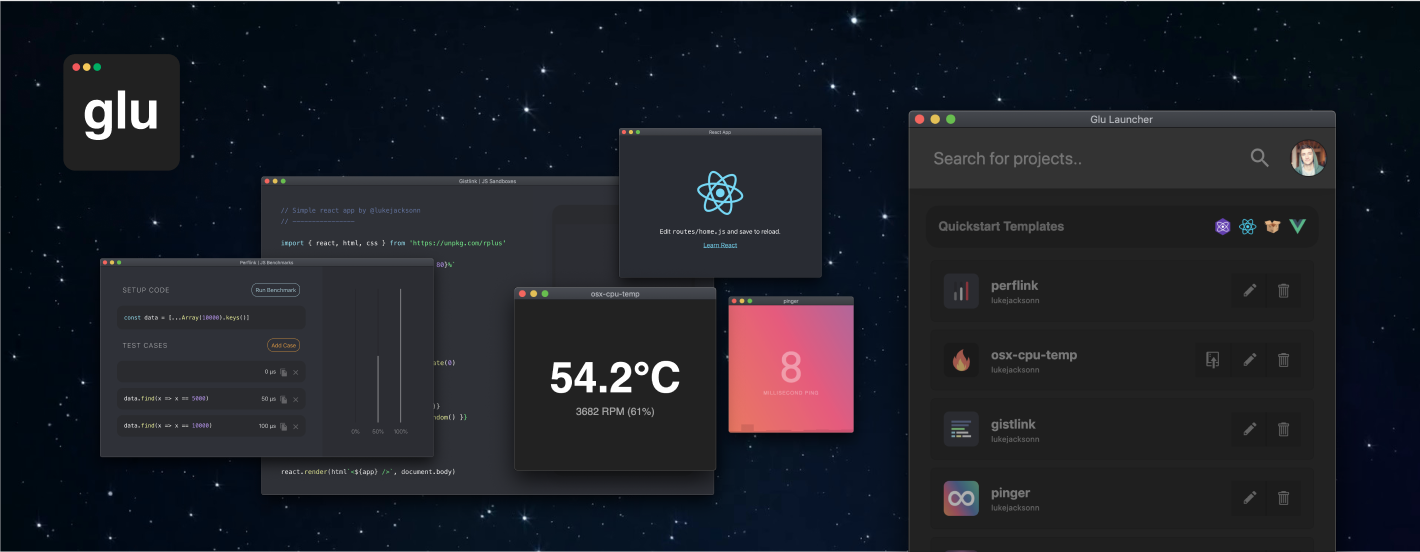 glu
Gistlink | JS Sandboxes
// Simple react app by @lukejacksonn
// ────────────────
import { react, html, css } from 'https://unpkg.com/rplus'
80}%`
ate(0)
)}
ndom() }}
react.render(html`<${app} />`, document.body)
Perflink | JS Benchmarks
SETUP CODE
Run Benchmark
const data = [...Array(10000).keys()]
TEST CASES
Add Case
0 μs
data.find(x => x == 5000)
50 μs
data.find(x => x == 10000)
100 μs
0% 50% 100%
React App
Edit routes/home.js and save to reload.
Learn React
osx-cpu-temp
54.2°C
3682 RPM (61%)
pinger
8
MILLISECOND PING
Glu Launcher
Search for projects..
Quickstart Templates
perflink
lukejacksonn
osx-cpu-temp
lukejacksonn
gistlink
lukejacksonn
pinger
lukejacksonn